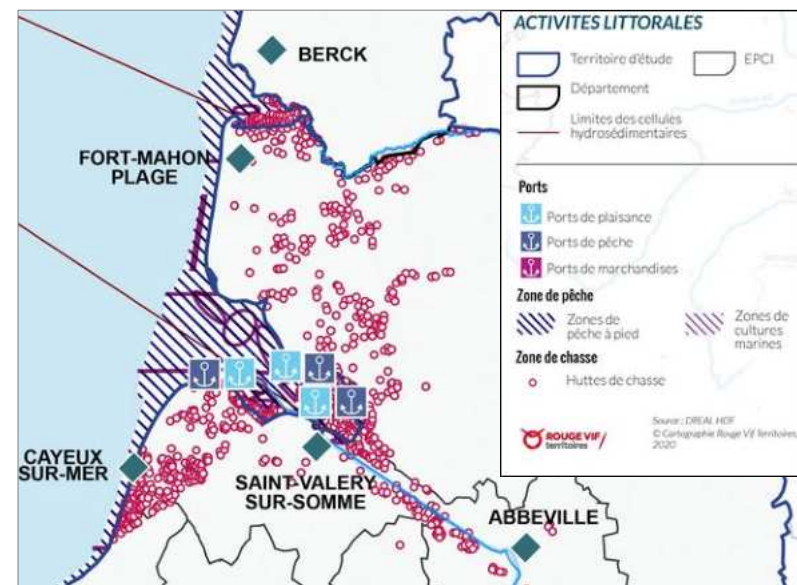 BERCK
FORT-MAHON
PLAGE
CAYEUX
SUR-MER
SAINT-VALERY
SUR-SOMME
ABBEVILLE
ACTIVITES LITTORALES
Territoire d'étude
EPCI
Département
Limites des cellules
hydrosédimentaires
Ports
Ports de plaisance
Ports de pêche
Ports de marchandises
Zone de pêche
Zones de
pêche à pied
Zones de
cultures
marines
Zone de chasse
Huttes de chasse
ROUGE VIF/
territoires
Source : DREAL HDF
© Cartographie Rouge Vif territoires,
2020